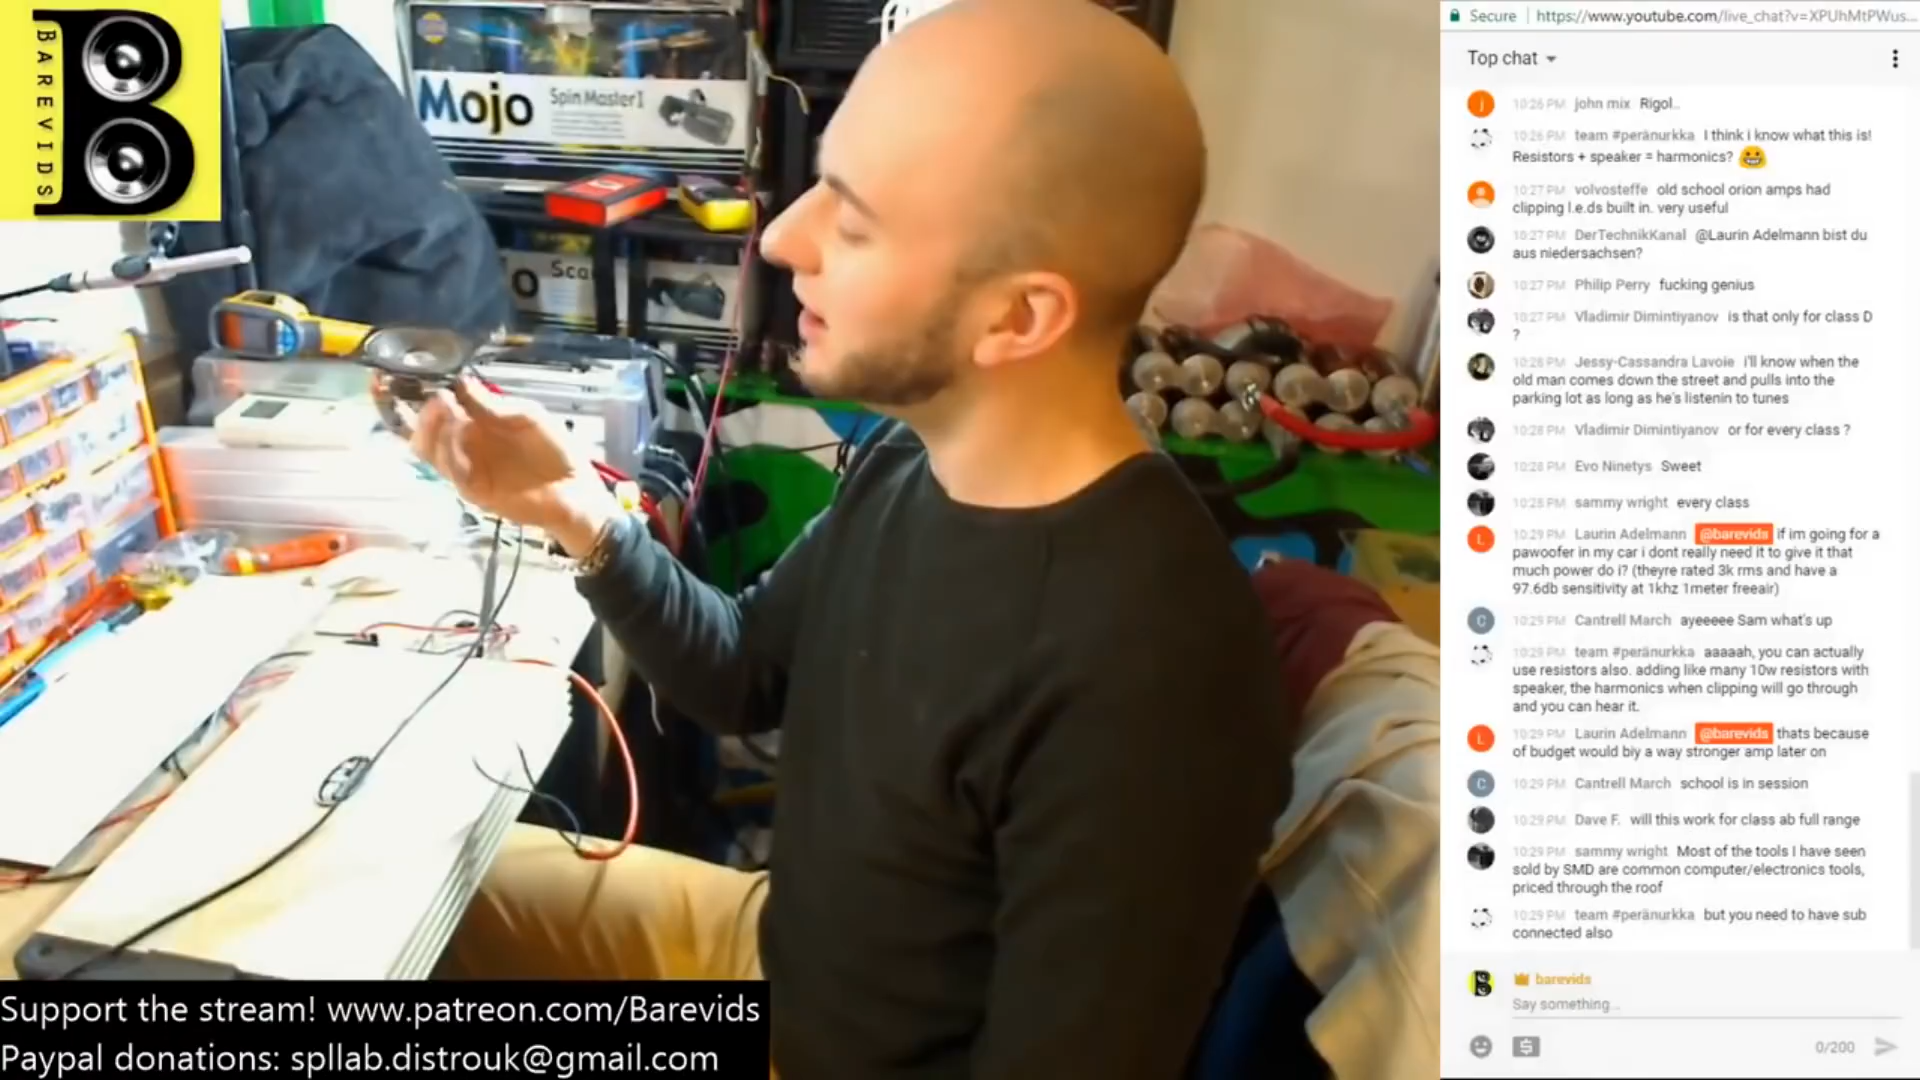 BAREVIDS
Mojo
Spin Master I
Sca
Support the stream! www.patreon.com/Barevids
Paypal donations: spllab.distrouk@gmail.com
Secure https://www.youtube.com/live_chat?v=XPUhMtPWus...
Top chat
10:26 PM john mix Rigol..
10:26 PM team #peränurkka I think i know what this is!
Resistors + speaker = harmonics?
10:27 PM volvosteffe old school orion amps had
clipping l.e.ds built in. very useful
10:27 PM DerTechnikKanal @Laurin Adelmann bist du
aus niedersachsen?
10:27 PM Philip Perry fucking genius
10:27 PM Vladimir Dimintiyanov is that only for class D
?
10:28 PM Jessy-Cassandra Lavoie i'll know when the
old man comes down the street and pulls into the
parking lot as long as he's listenin to tunes
10:28 PM Vladimir Dimintiyanov or for every class ?
10:28 PM Evo Ninetys Sweet
10:28 PM sammy wright every class
10:29 PM Laurin Adelmann @barevids if im going for a
pawoofer in my car i dont really need it to give it that
much power do i? (theyre rated 3k rms and have a
97.6db sensitivity at 1khz 1meter freeair)
10:29 PM Cantrell March ayeeeee Sam what's up
10:29 PM team #peränurkka aaaaah, you can actually
use resistors also. adding like many 10w resistors with
speaker, the harmonics when clipping will go through
and you can hear it.
10:29 PM Laurin Adelmann @barevids thats because
of budget would biy a way stronger amp later on
10:29 PM Cantrell March school is in session
10:29 PM Dave F. will this work for class ab full range
10:29 PM sammy wright Most of the tools I have seen
sold by SMD are common computer/electronics tools,
priced through the roof
10:29 PM team #peränurkka but you need to have sub
connected also
barevids
Say something...
0/200